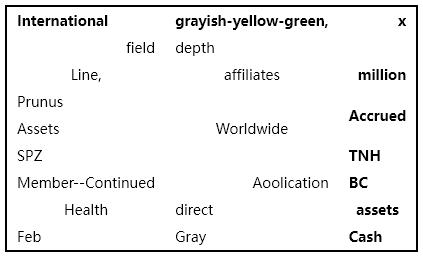 International grayish-yellow-green, x
field depth
Line, affiliates million
Prunus
Accrued
Assets Worldwide
SPZ TNH
Member--Continued Aoolication BC
Health direct assets
Feb Gray Cash